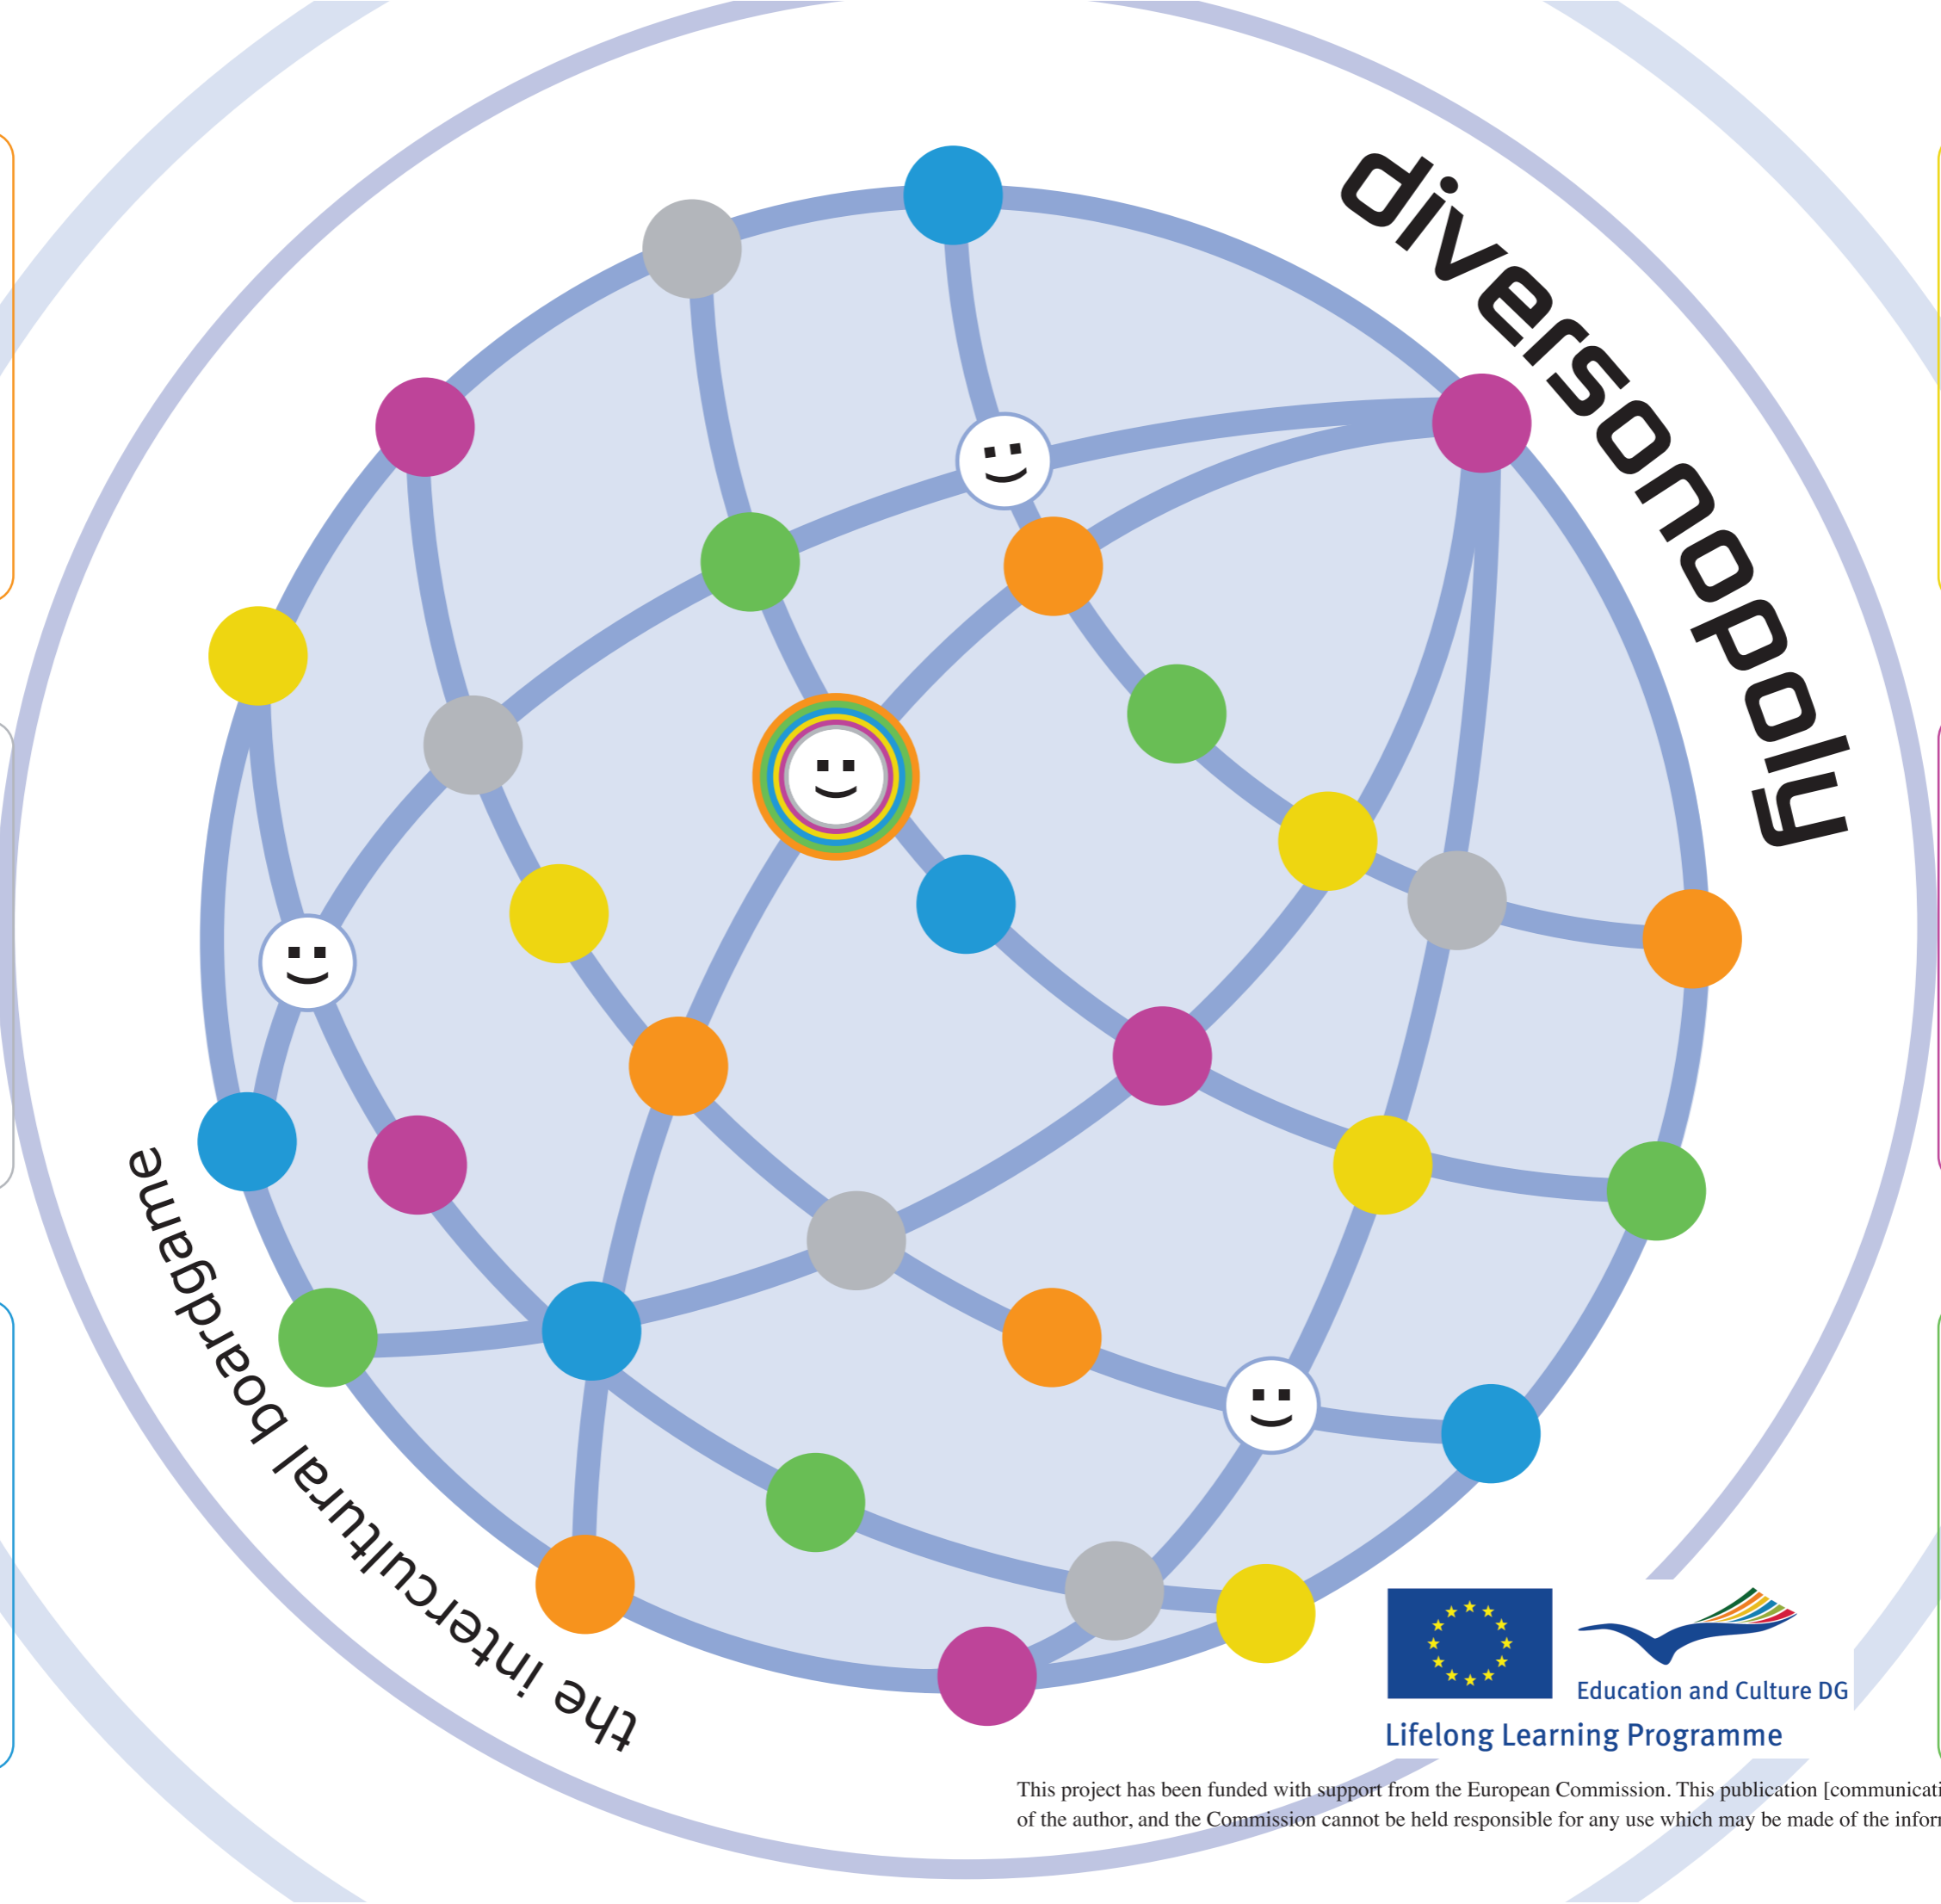 diversonopoly
the intercultural boardgame
Education and Culture DG
Lifelong Learning Programme
This project has been funded with support from the European Commission. This publication [communicati
of the author, and the Commission cannot be held responsible for any use which may be made of the infor